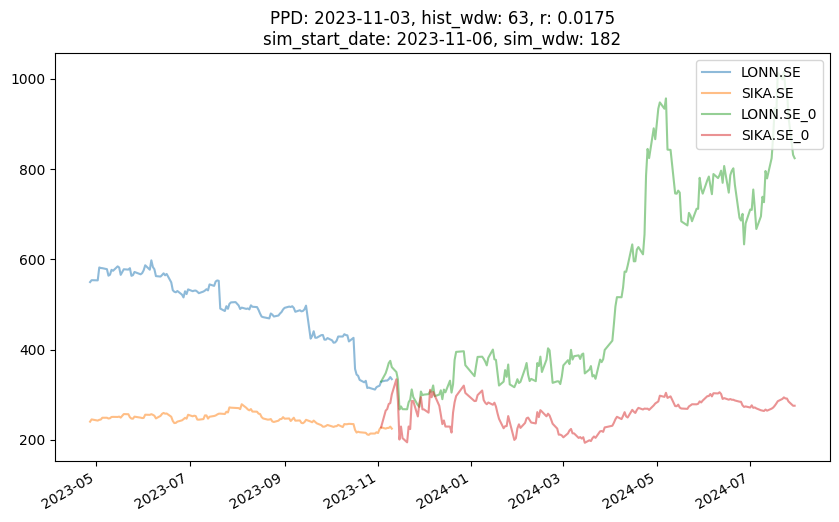 PPD: 2023-11-03, hist_wdw: 63, r: 0.0175
sim_start_date: 2023-11-06, sim_wdw: 182
LONN.SE
SIKA.SE
LONN.SE_0
SIKA.SE_0
1000
800
600
400
200
2023-05
2023-07
2023-09
2023-11
2024-01
2024-03
2024-05
2024-07